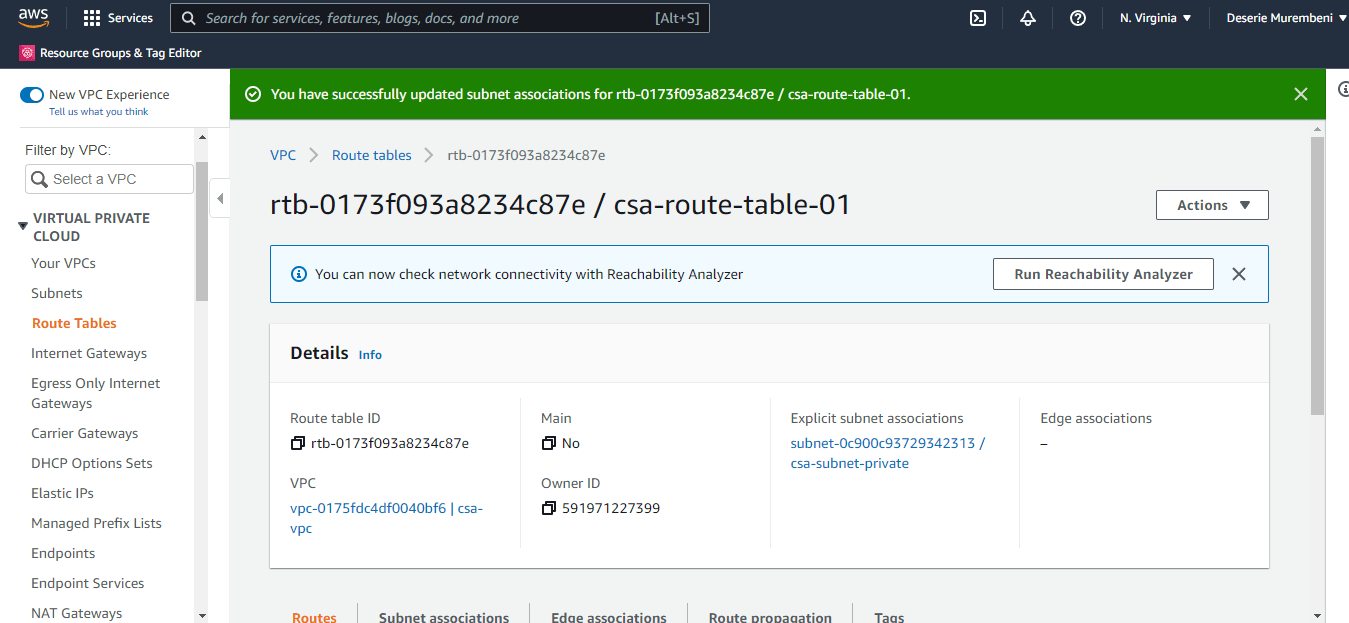 aws
Services
Search for services, features, blogs, docs, and more
[Alt+S]
N. Virginia
Deserie Murembeni
Resource Groups & Tag Editor
New VPC Experience
Tell us what you think
Filter by VPC:
Select a VPC
VIRTUAL PRIVATE
CLOUD
Your VPCs
Subnets
Route Tables
Internet Gateways
Egress Only Internet
Gateways
Carrier Gateways
DHCP Options Sets
Elastic IPs
Managed Prefix Lists
Endpoints
Endpoint Services
NAT Gateways
You have successfully updated subnet associations for rtb-0173f093a8234c87e / csa-route-table-01.
VPC
Route tables
rtb-0173f093a8234c87e
rtb-0173f093a8234c87e / csa-route-table-01
Actions
You can now check network connectivity with Reachability Analyzer
Run Reachability Analyzer
Details
Info
Route table ID
rtb-0173f093a8234c87e
Main
No
Explicit subnet associations
subnet-0c900c93729342313 /
csa-subnet-private
Edge associations
–
VPC
vpc-0175fdc4df0040bf6 | csa-
vpc
Owner ID
591971227399
Routes
Subnet associations
Edge associations
Route propagation
Tags